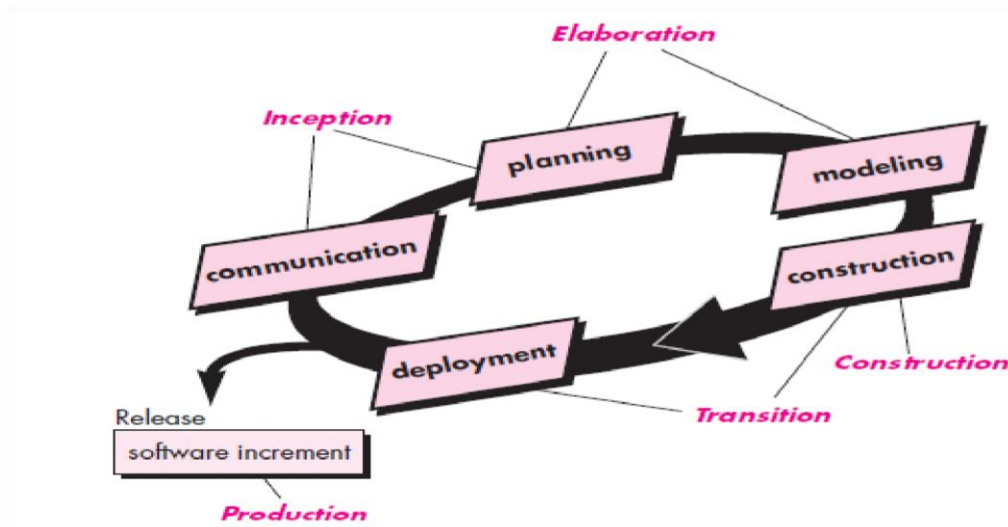 Elaboration
Inception
planning
modeling
communication
construction
deployment
Construction
Release
Transition
software increment
Production